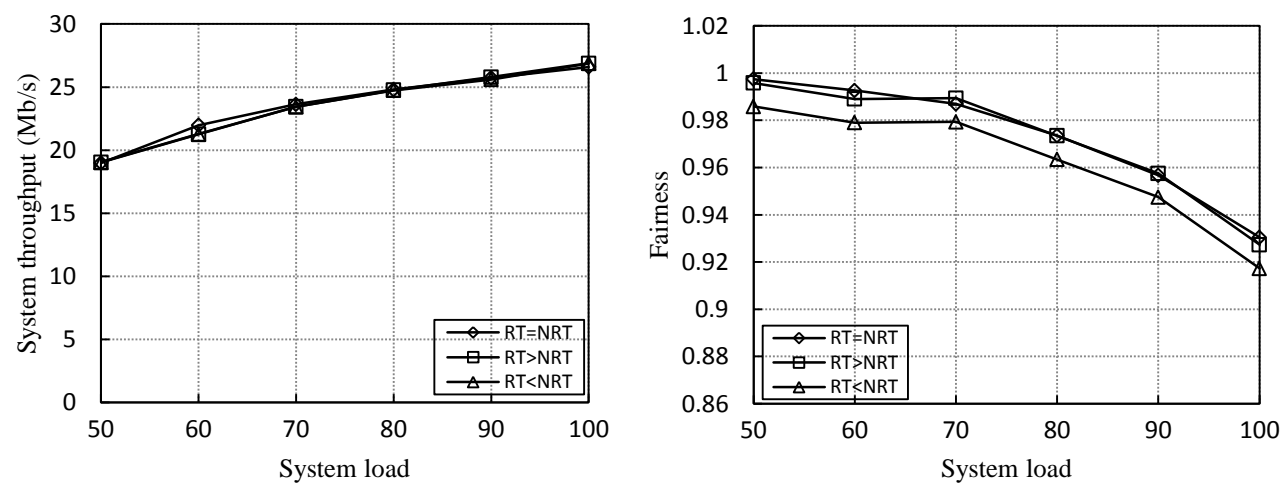 30
25
20
15
10
5
0
System throughput (Mb/s)
RT=NRT
RT>NRT
RT<NRT
50 60 70 80 90 100
System load
1.02
1
0.98
0.96
0.94
0.92
0.9
0.88
0.86
Fairness
RT=NRT
RT>NRT
RT<NRT
50 60 70 80 90 100
System load